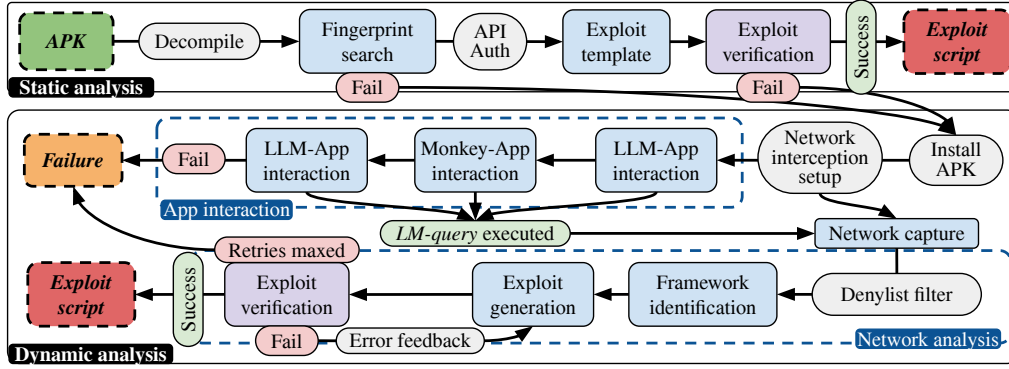 APK
Decompile
Fingerprint
search
API
Auth
Exploit
template
Exploit
verification
Success
Exploit
script
Static analysis
Fail
Fail
Failure
Fail
LLM-App
interaction
Monkey-App
interaction
LLM-App
interaction
Network
interception
setup
Install
APK
App interaction
LM-query executed
Network capture
Retries maxed
Exploit
script
Success
Exploit
verification
Exploit
generation
Framework
identification
Denylist filter
Fail
Error feedback
Network analysis
Dynamic analysis